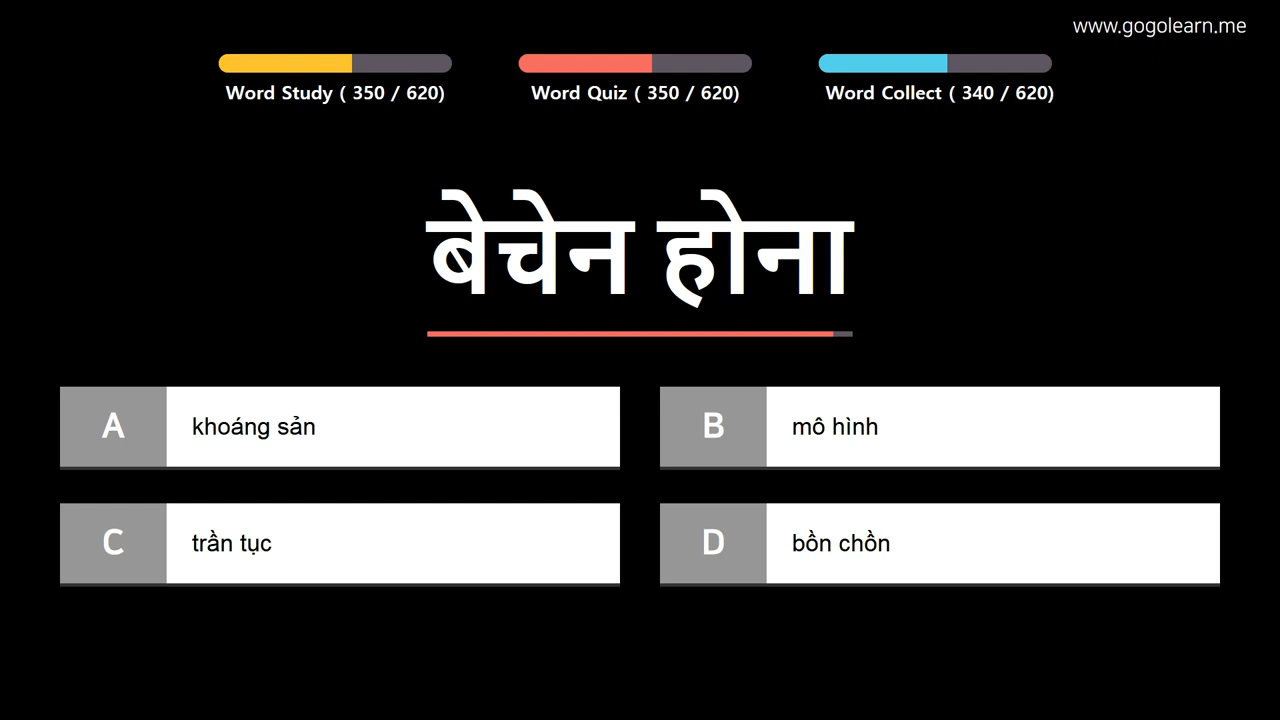 www.gogolearn.me
Word Study ( 350 / 620)
Word Quiz ( 350 / 620)
Word Collect ( 340 / 620)
बेचेन होना
A
khoáng sản
B
mô hình
C
trần tục
D
bồn chồn